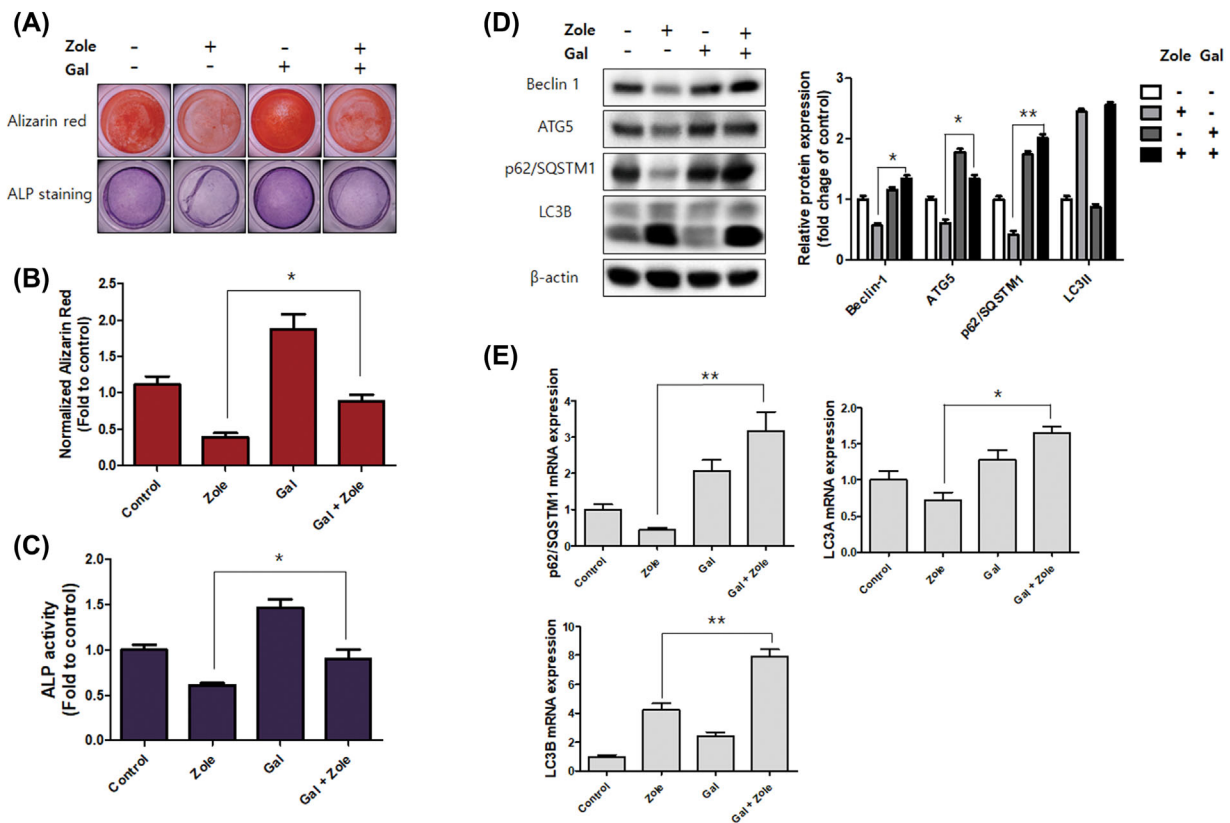 (A)
Zole - + - +
Gal - - + +
Alizarin red
ALP staining
(B)
Normalized Alizarin Red
(Fold to control)
2.5
2.0
1.5
1.0
0.5
0.0
*
Control Zole Gal Gal + Zole
(C)
ALP activity
(Fold to control)
2.0
1.5
1.0
0.5
0.0
*
Control Zole Gal Gal + Zole
(D)
Zole - + - +
Gal - - + +
Beclin 1
ATG5
p62/SQSTM1
LC3B
β-actin
Relative protein expression
(fold chage of control)
3
2
1
0
* * **
Beclin-1 ATG5 p62/SQSTM1 LC3II
Zole Gal
- -
+ -
- +
+ +
(E)
p62/SQSTM1 mRNA expression
5
4
3
2
1
0
**
Control Zole Gal Gal + Zole
LC3A mRNA expression
2.0
1.5
1.0
0.5
0.0
*
Control Zole Gal Gal + Zole
LC3B mRNA expression
10
8
6
4
2
0
**
Control Zole Gal Gal + Zole